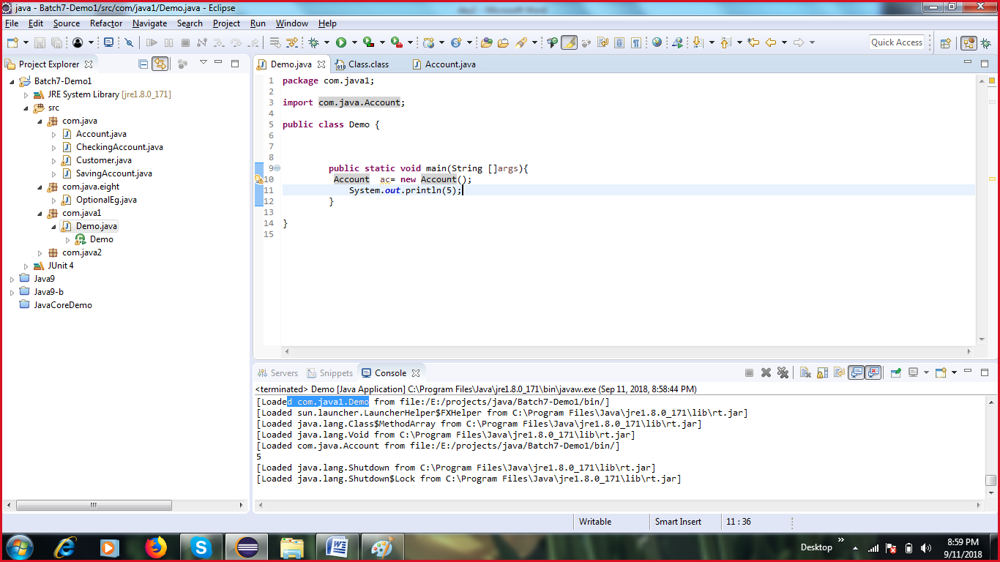 java - Batch7-Demo1/src/com/java1/Demo.java - Eclipse
File Edit Source Refactor Navigate Search Project Run Window Help
Quick Access
Project Explorer
Batch7-Demo1
JRE System Library [jre1.8.0_171]
src
com.java
Account.java
CheckingAccount.java
Customer.java
SavingAccount.java
com.java.eight
OptionalEg.java
com.java1
Demo.java
Demo
com.java2
JUnit 4
Java9
Java9-b
JavaCoreDemo
Demo.java Class.class Account.java
1 package com.java1;
2
3 import com.java.Account;
4
5 public class Demo {
6
7
8
9 public static void main(String []args){
10 Account ac= new Account();
11 System.out.println(5);
12 }
13
14 }
15
Servers Snippets Console
<terminated> Demo [Java Application] C:\Program Files\Java\jre1.8.0_171\bin\javaw.exe (Sep 11, 2018, 8:58:44 PM)
[Loaded com.java1.Demo from file:/E:/projects/java/Batch7-Demo1/bin/]
[Loaded sun.launcher.LauncherHelper$FXHelper from C:\Program Files\Java\jre1.8.0_171\lib\rt.jar]
[Loaded java.lang.Class$MethodArray from C:\Program Files\Java\jre1.8.0_171\lib\rt.jar]
[Loaded java.lang.Void from C:\Program Files\Java\jre1.8.0_171\lib\rt.jar]
[Loaded com.java.Account from file:/E:/projects/java/Batch7-Demo1/bin/]
5
[Loaded java.lang.Shutdown from C:\Program Files\Java\jre1.8.0_171\lib\rt.jar]
[Loaded java.lang.Shutdown$Lock from C:\Program Files\Java\jre1.8.0_171\lib\rt.jar]
Writable Smart Insert 11 : 36
Desktop
8:59 PM
9/11/2018